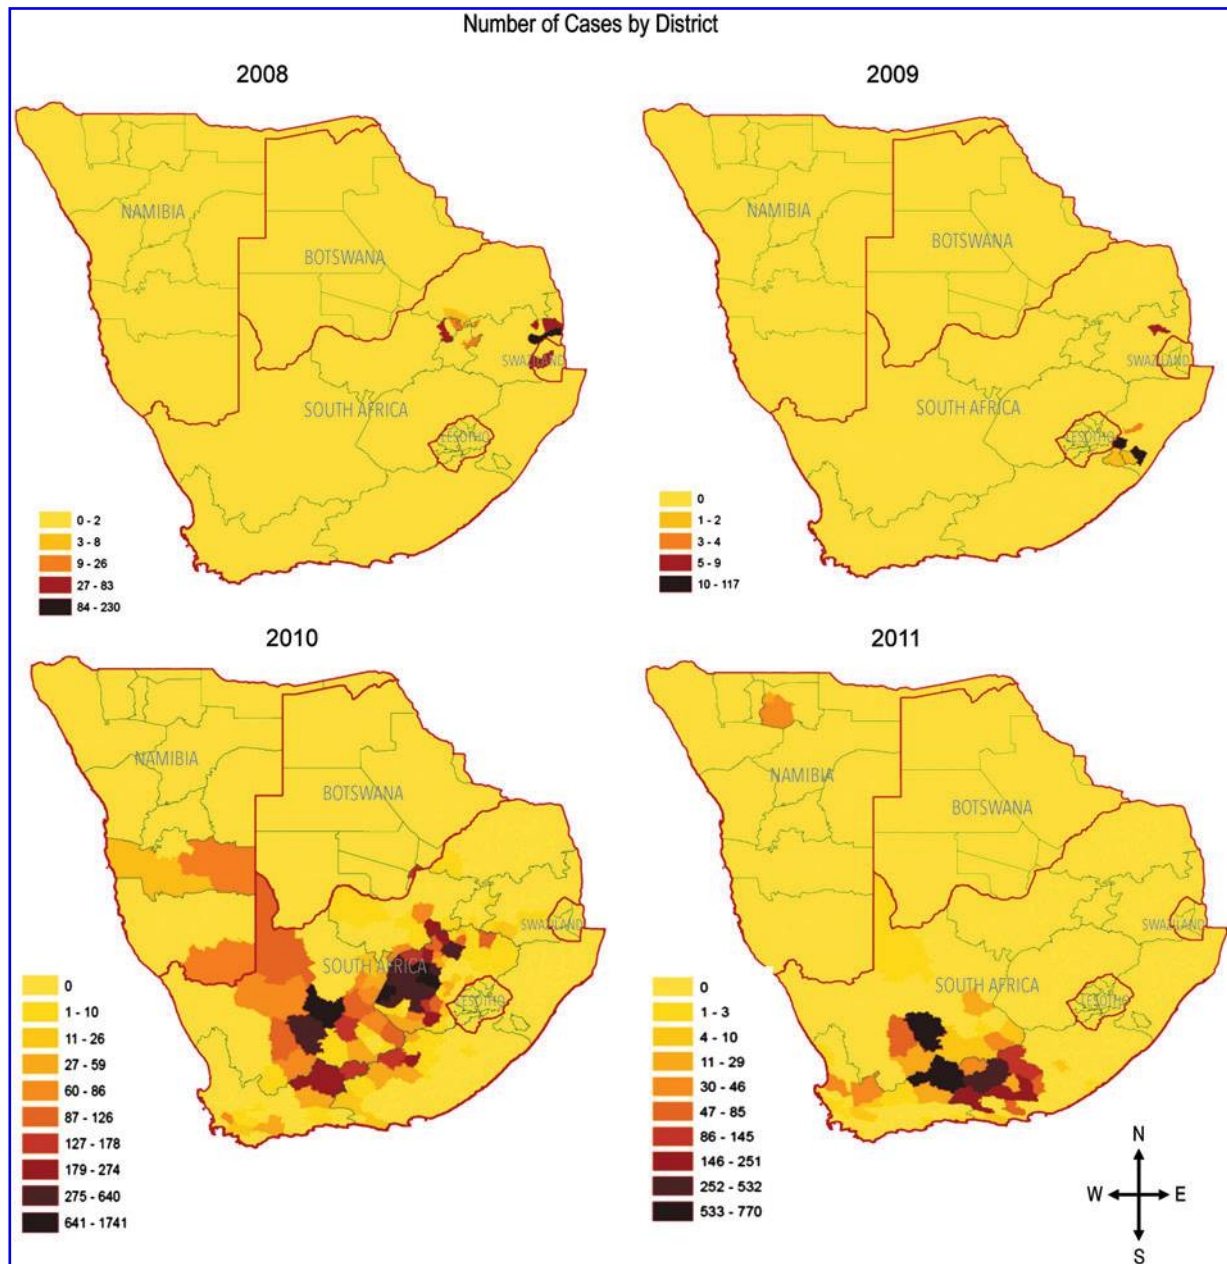 Number of Cases by District
2008
NAMIBIA
BOTSWANA
SWAZILAND
SOUTH AFRICA
LESOTHO
0 - 2
3 - 8
9 - 26
27 - 83
84 - 230
2009
NAMIBIA
BOTSWANA
SWAZILAND
SOUTH AFRICA
LESOTHO
0
1 - 2
3 - 4
5 - 9
10 - 117
2010
NAMIBIA
BOTSWANA
SWAZILAND
SOUTH AFRICA
LESOTHO
0
1 - 10
11 - 26
27 - 59
60 - 86
87 - 126
127 - 178
179 - 274
275 - 640
641 - 1741
2011
NAMIBIA
BOTSWANA
SWAZILAND
SOUTH AFRICA
LESOTHO
0
1 - 3
4 - 10
11 - 29
30 - 46
47 - 85
86 - 145
146 - 251
252 - 532
533 - 770
N
W E
S